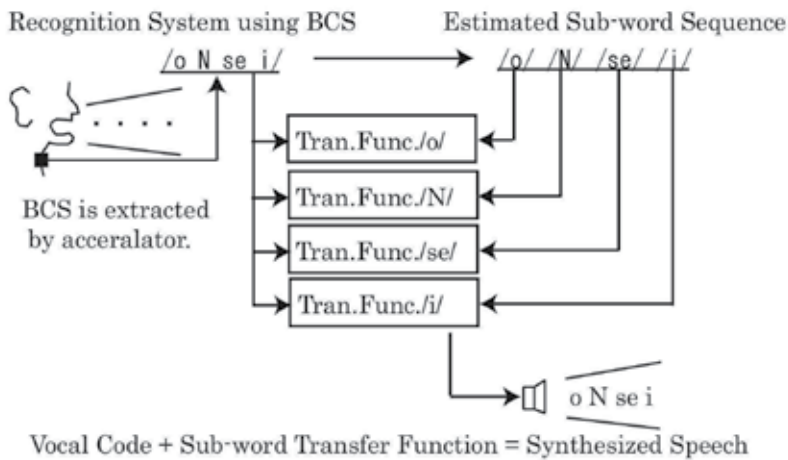 Recognition System using BCS
Estimated Sub-word Sequence
/o N se i/
/o/ /N/ /se/ /i/
Tran.Func./o/
Tran.Func./N/
Tran.Func./se/
Tran.Func./i/
BCS is extracted
by acceralator.
o N se i
Vocal Code + Sub-word Transfer Function = Synthesized Speech